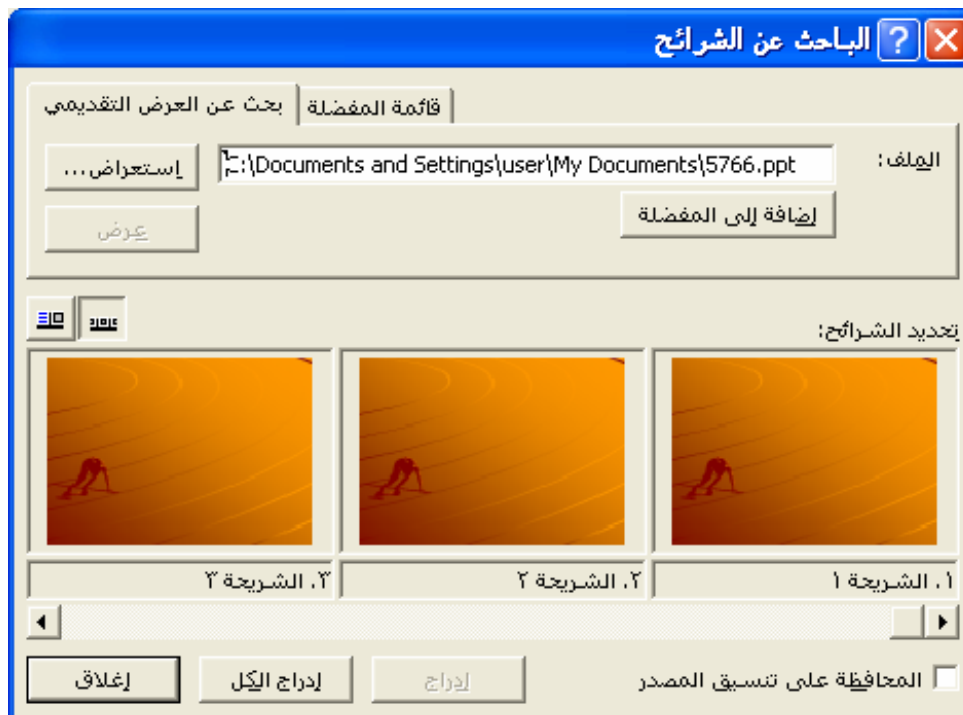 الباحث عن الشرائح
بحث عن العرض التقديمي
قائمة المفضلة
الملف:
C:\Documents and Settings\user\My Documents\5766.ppt
إستعراض...
إضافة إلى المفضلة
عرض
تحديد الشرائح:
١. الشريحة ١
٢. الشريحة ٢
٣. الشريحة ٣
المحافظة على تنسيق المصدر
إدراج
إدراج الكل
إغلاق